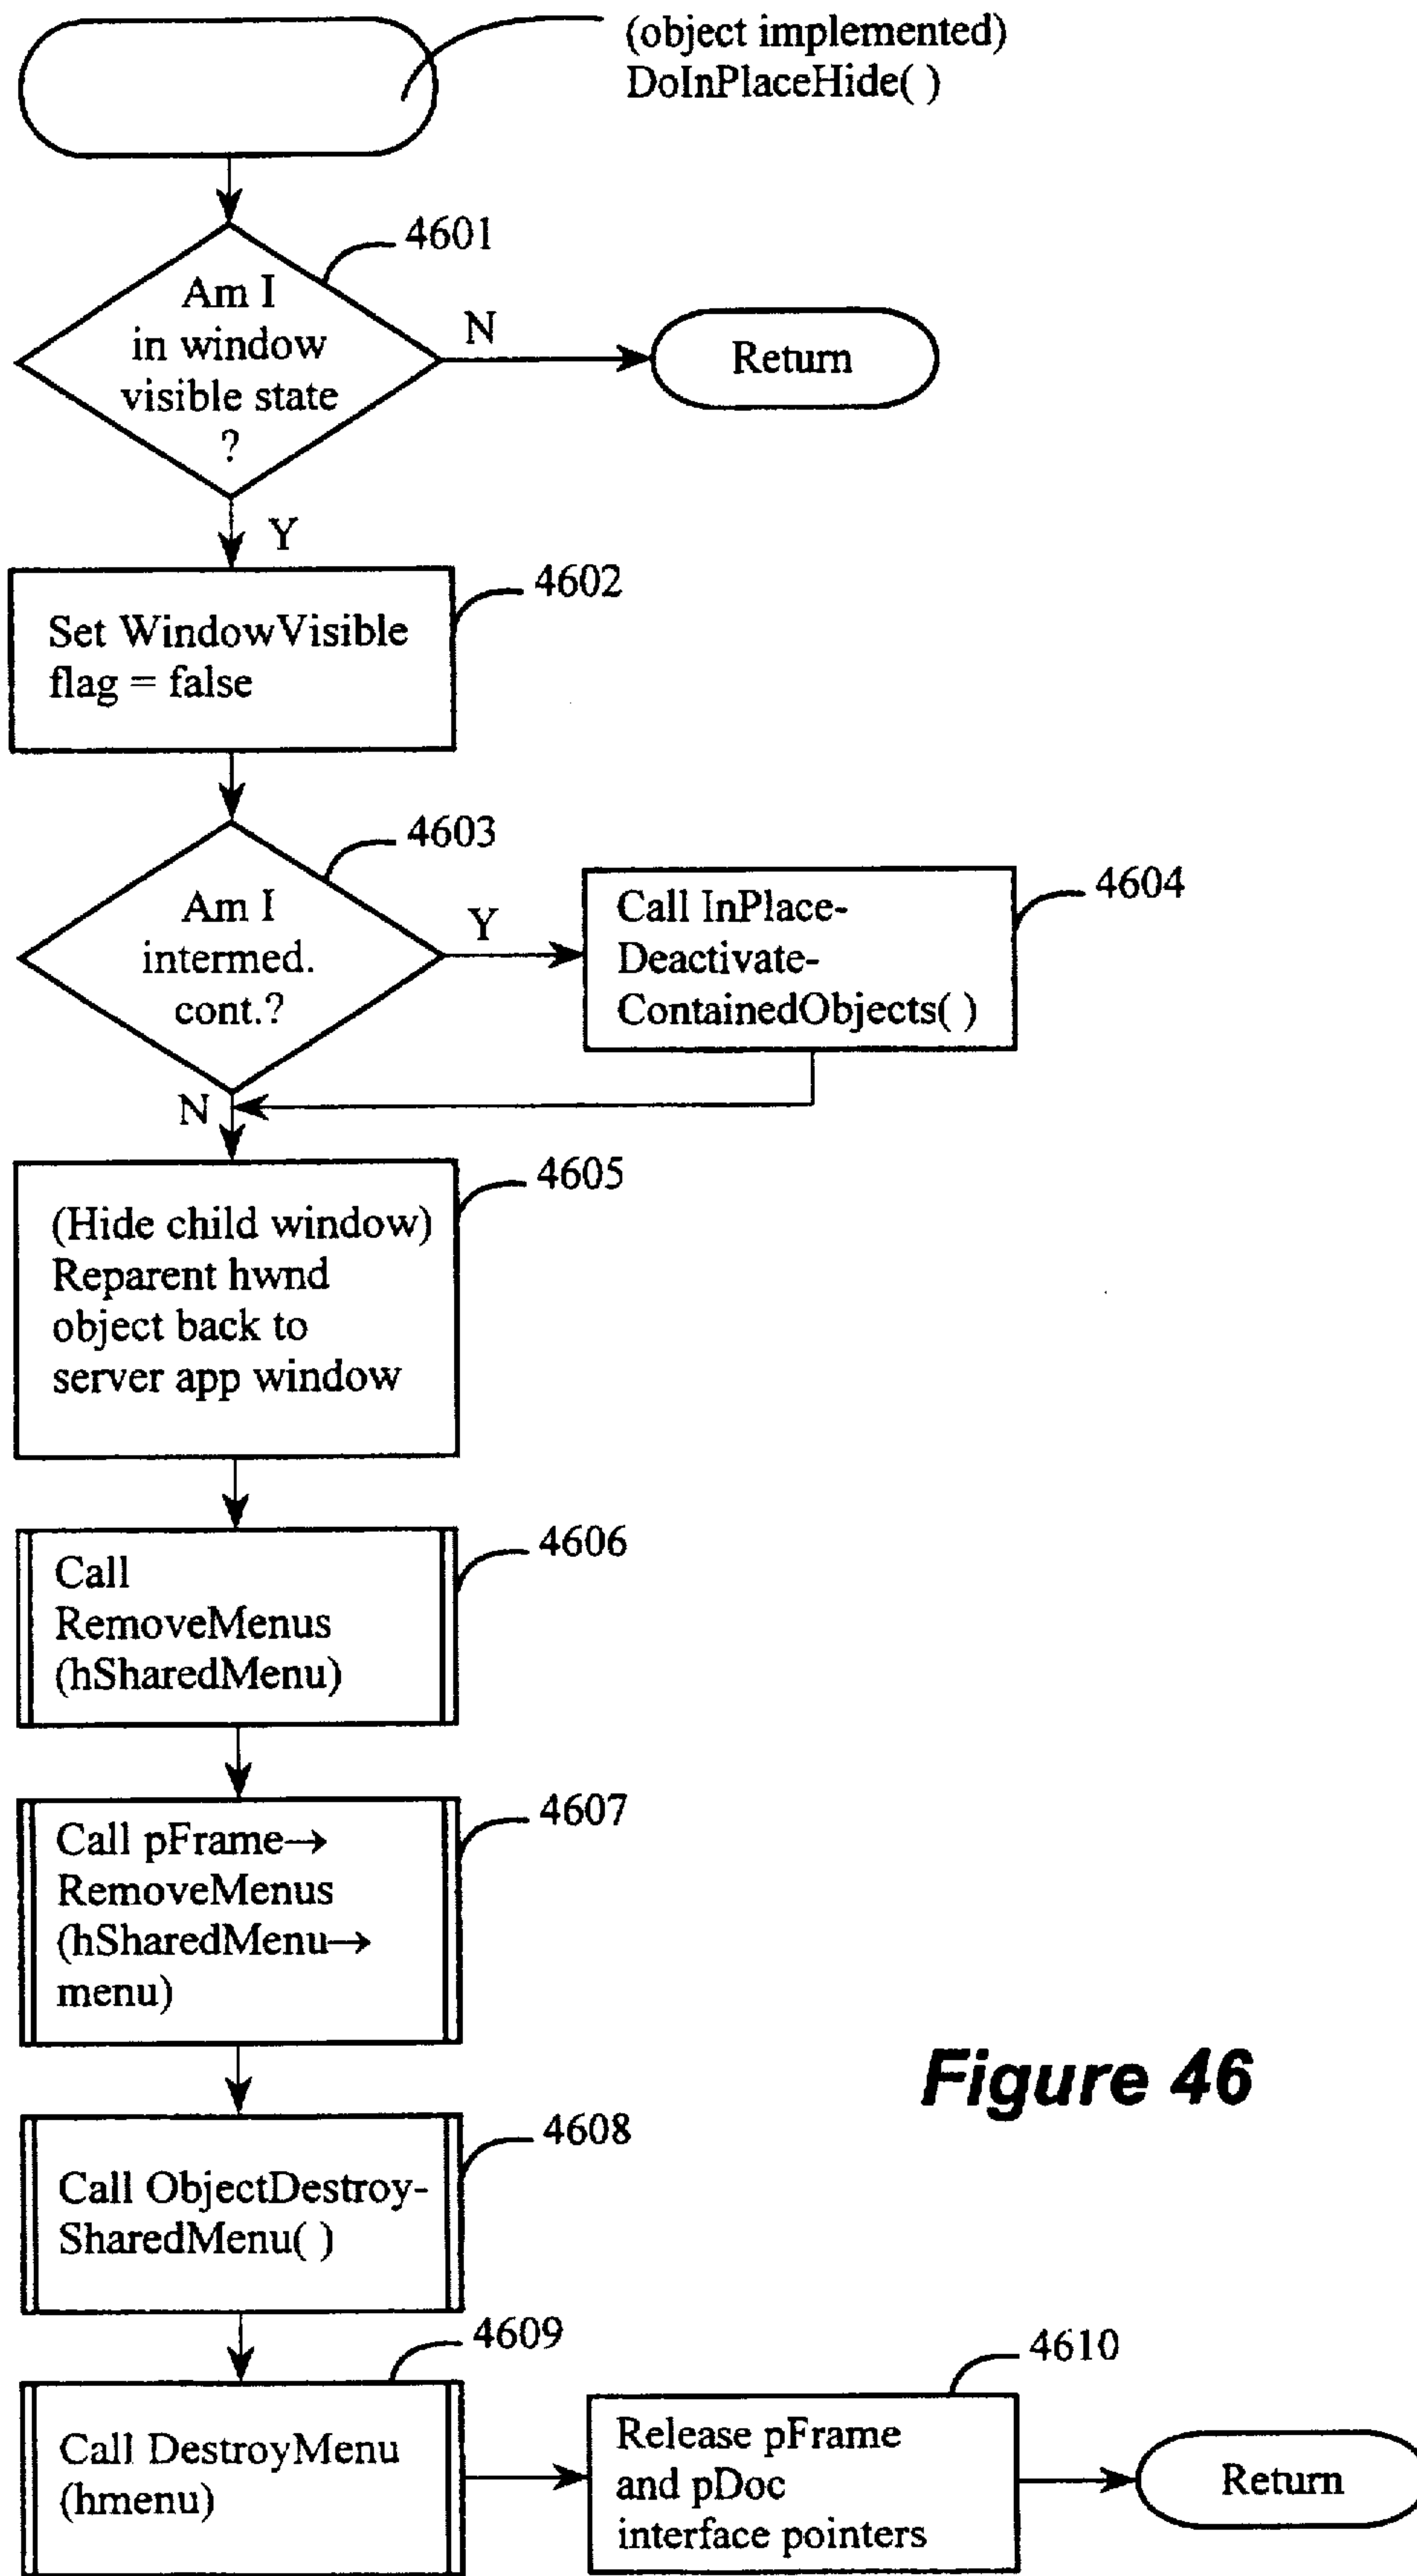 (object implemented)
DoInPlaceHide( )
4601
Am I
in window
visible state
?
N
Return
Y
4602
Set WindowVisible
flag = false
4603
Am I
intermed.
cont.?
Y
4604
Call InPlace-
Deactivate-
ContainedObjects( )
N
4605
(Hide child window)
Reparent hwnd
object back to
server app window
4606
Call
RemoveMenus
(hSharedMenu)
4607
Call pFrame→
RemoveMenus
(hSharedMenu→
menu)
Figure 46
4608
Call ObjectDestroy-
SharedMenu( )
4609
Call DestroyMenu
(hmenu)
4610
Release pFrame
and pDoc
interface pointers
Return